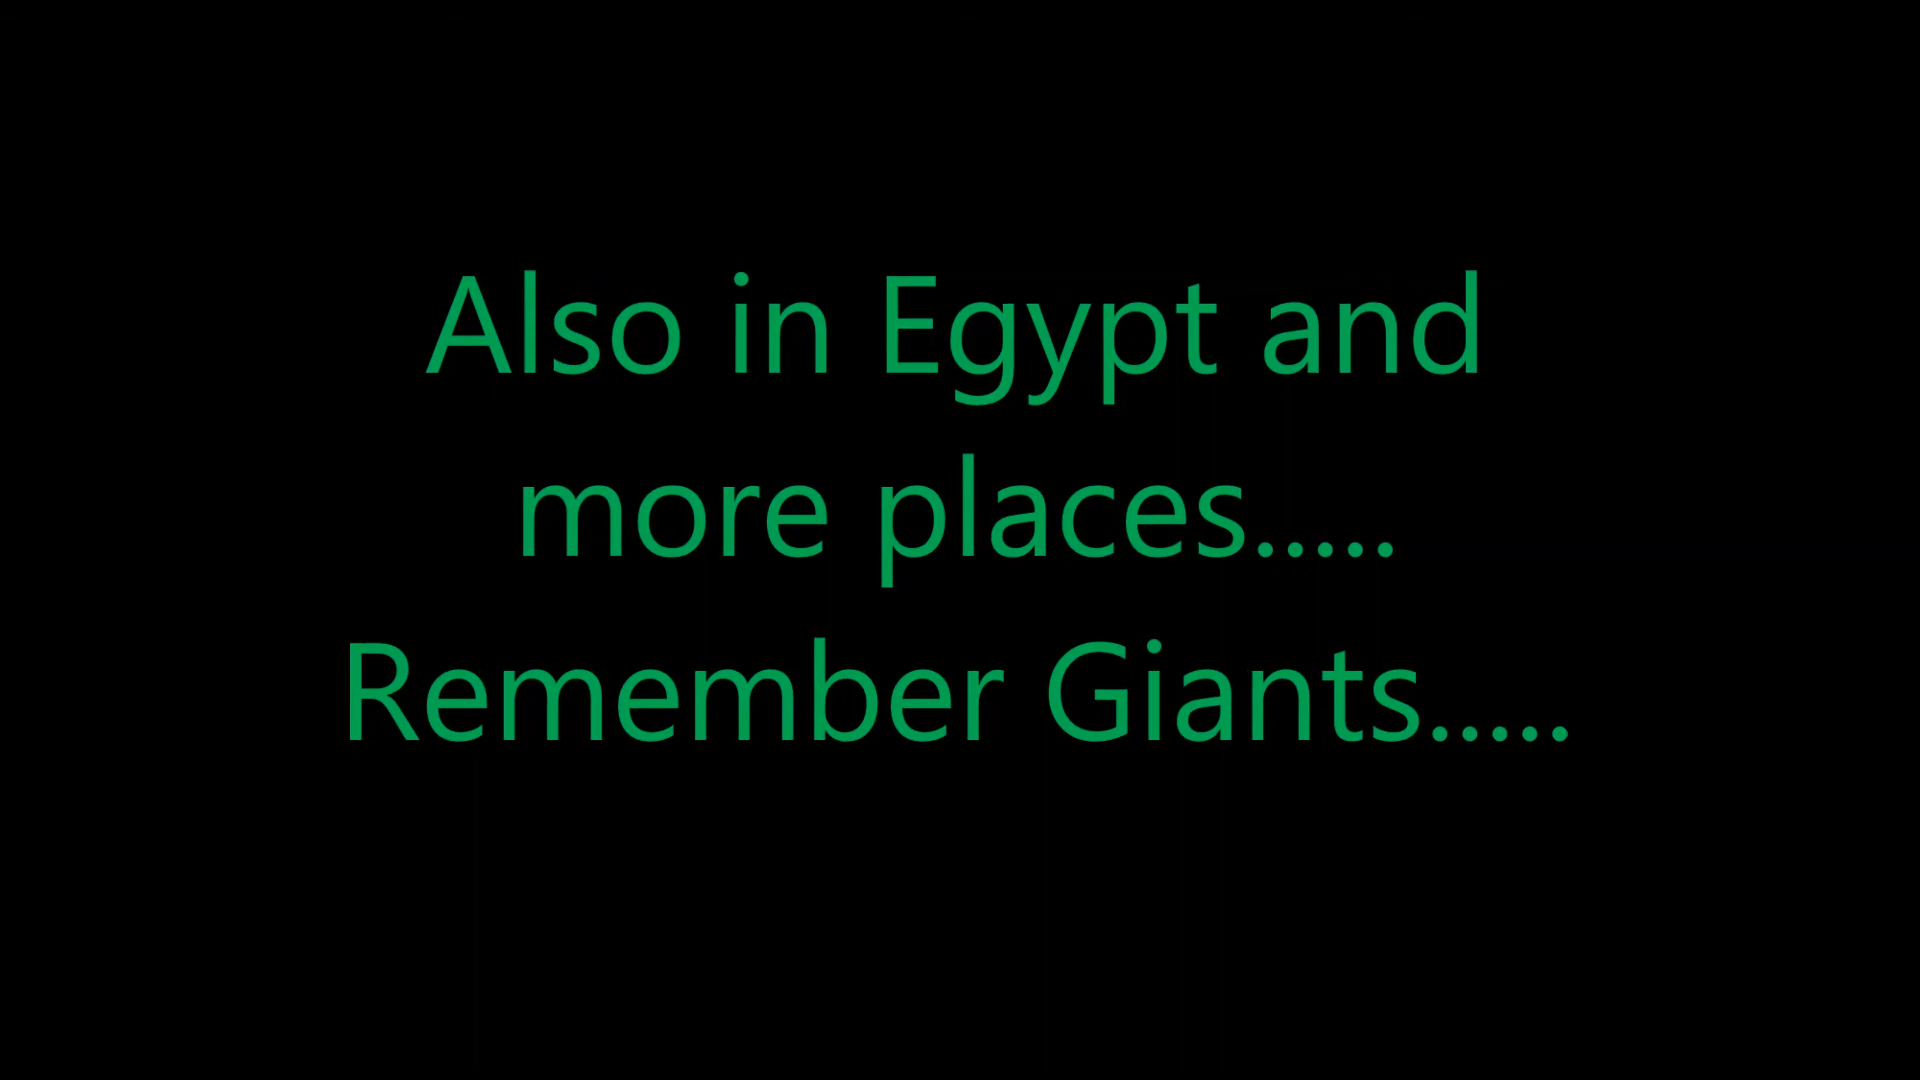 Also in Egypt and
more places.....
Remember Giants.....